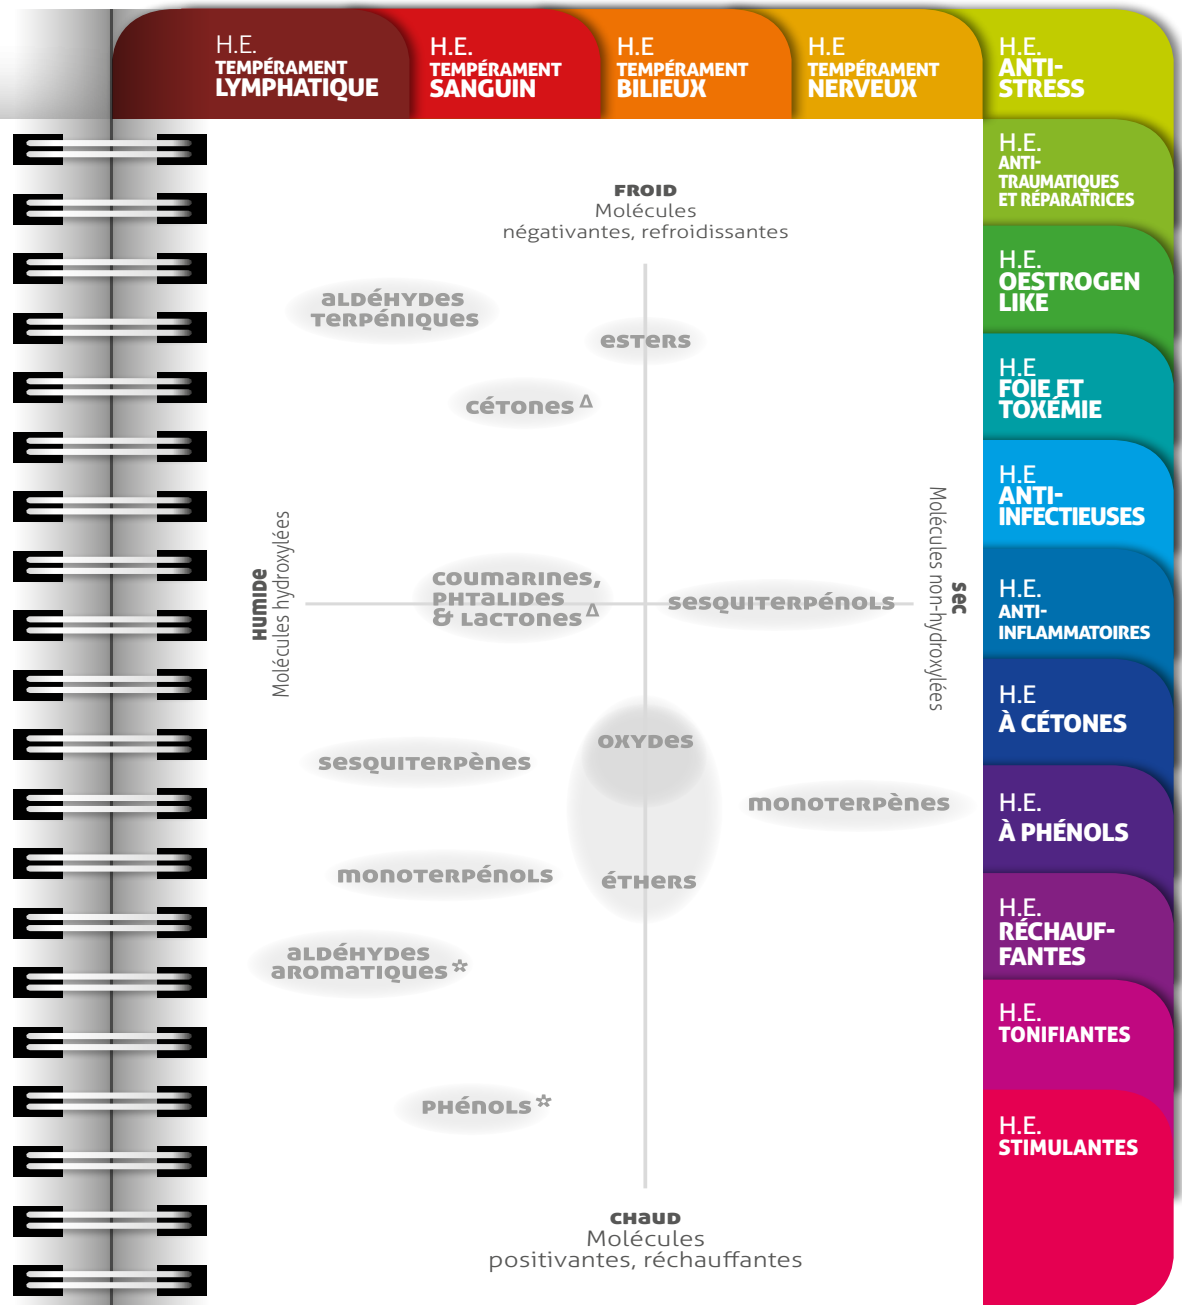 H.E.
TEMPÉRAMENT
LYMPHATIQUE
H.E.
TEMPÉRAMENT
SANGUIN
H.E
TEMPÉRAMENT
BILIEUX
H.E
TEMPÉRAMENT
NERVEUX
H.E.
ANTI-
STRESS
H.E.
ANTI-
TRAUMATIQUES
ET RÉPARATRICES
H.E.
OESTROGEN
LIKE
H.E
FOIE ET
TOXÉMIE
H.E
ANTI-
INFECTIEUSES
H.E.
ANTI-
INFLAMMATOIRES
H.E
À CÉTONES
H.E.
À PHÉNOLS
H.E.
RÉCHAUF-
FANTES
H.E.
TONIFIANTES
H.E.
STIMULANTES
FROID
Molécules
négativantes, refroidissantes
ALDÉHYDES
TERPÉNIQUES
ESTERS
CÉTONES Δ
HUMIDE
Molécules hydroxylées
COUMARINES,
PHTALIDES
& LACTONES Δ
SESQUITERPÉNOLS
SEC
Molécules non-hydroxylées
OXYDES
SESQUITERPÈNES
MONOTERPÈNES
MONOTERPÉNOLS
ÉTHERS
ALDÉHYDES
AROMATIQUES ☆
PHÉNOLS ☆
CHAUD
Molécules
positivantes, réchauffantes